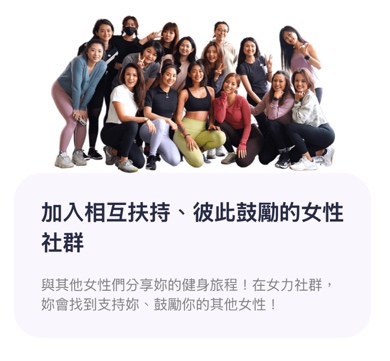 加入相互扶持、彼此鼓勵的女性
社群
與其他女性們分享妳的健身旅程！在女力社群，
妳會找到支持妳、鼓勵你的其他女性！